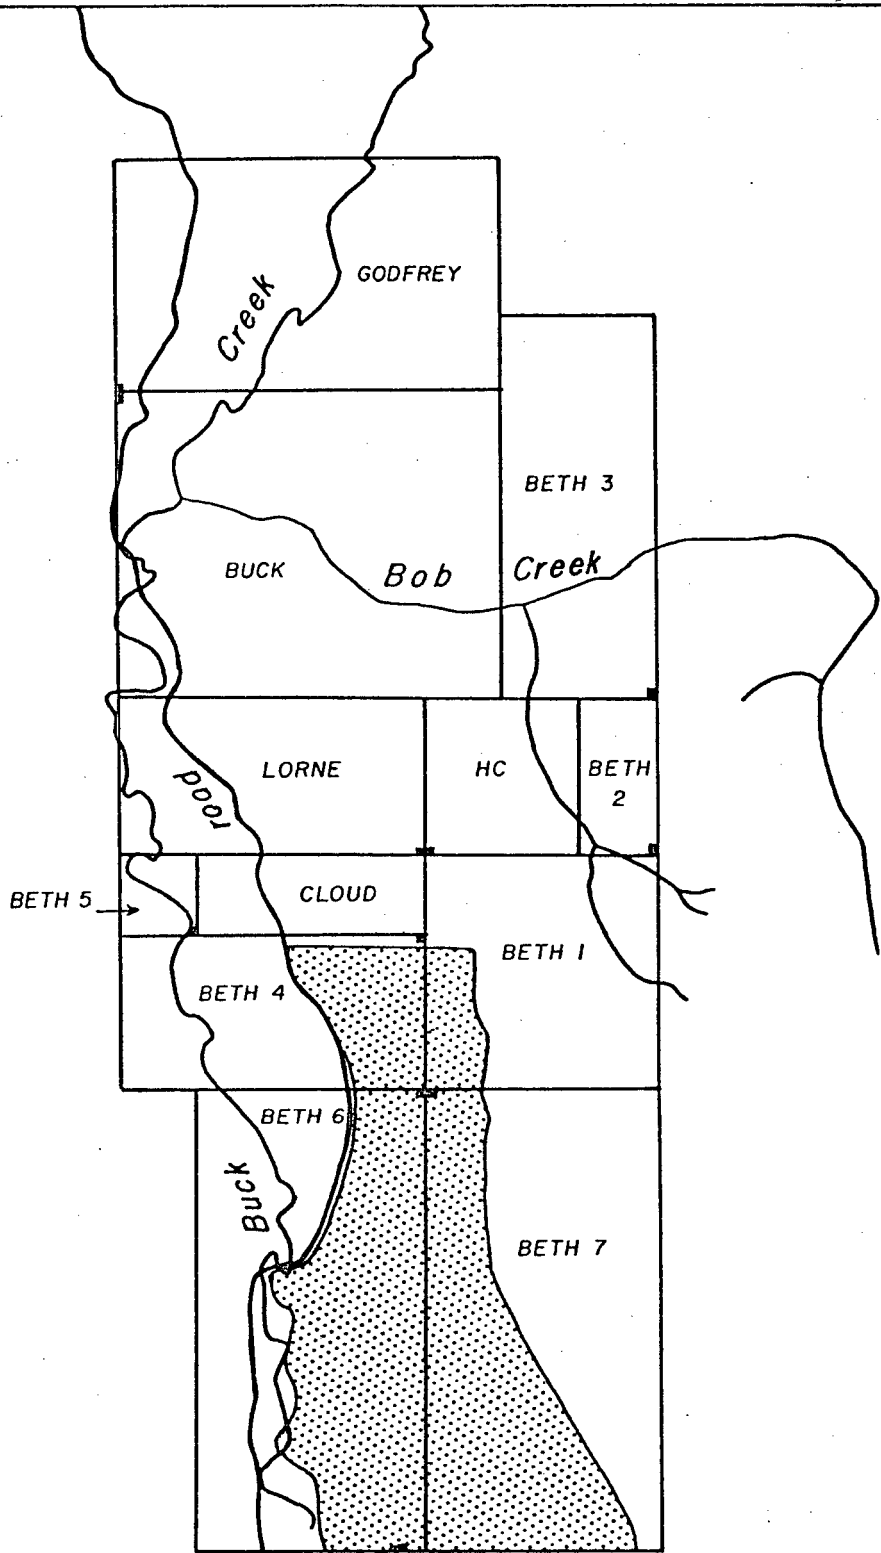 GODFREY
Creek
BETH 3
BUCK
Bob Creek
LORNE
HC
BETH
2
road
BETH 5
CLOUD
BETH 1
BETH 4
BETH 6
Buck
BETH 7